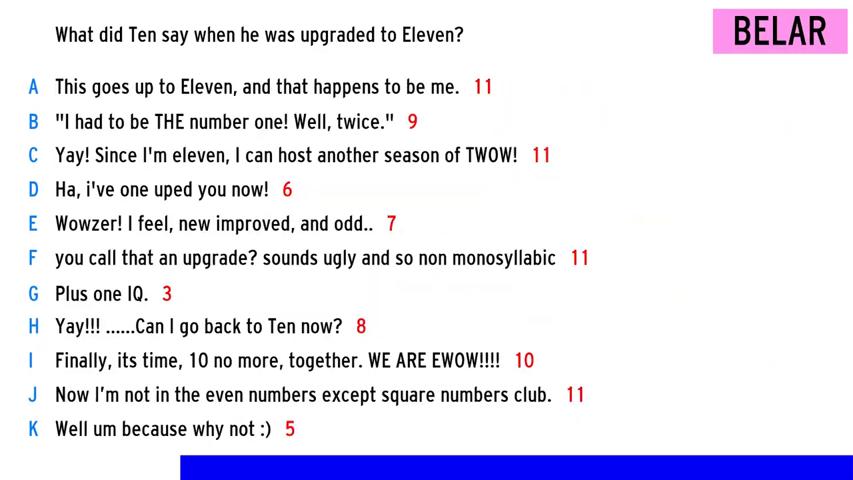 What did Ten say when he was upgraded to Eleven?
BELAR
A This goes up to Eleven, and that happens to be me. 11
B "I had to be THE number one! Well, twice." 9
C Yay! Since I'm eleven, I can host another season of TWOW! 11
D Ha, i've one uped you now! 6
E Wowzer! I feel, new improved, and odd.. 7
F you call that an upgrade? sounds ugly and so non monosyllabic 11
G Plus one IQ. 3
H Yay!!! ......Can I go back to Ten now? 8
I Finally, its time, 10 no more, together. WE ARE EWOW!!!! 10
J Now I'm not in the even numbers except square numbers club. 11
K Well um because why not :) 5